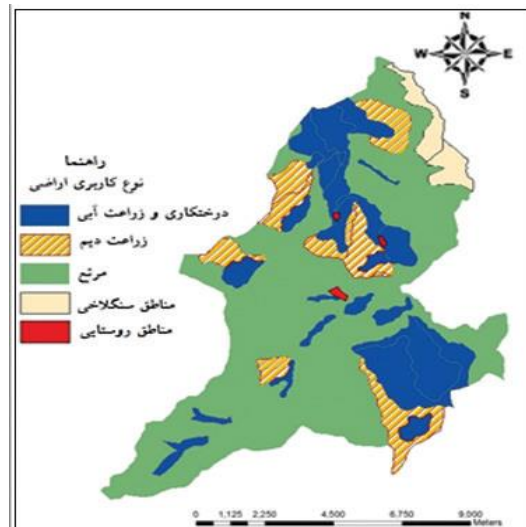 N
W E
S
راهنما
نوع کاربری اراضی
درختکاری و زراعت آبی
زراعت دیم
مرتع
مناطق سنگلاخی
مناطق روستایی
0 1,125 2,250 4,500 6,750 9,000
Meters